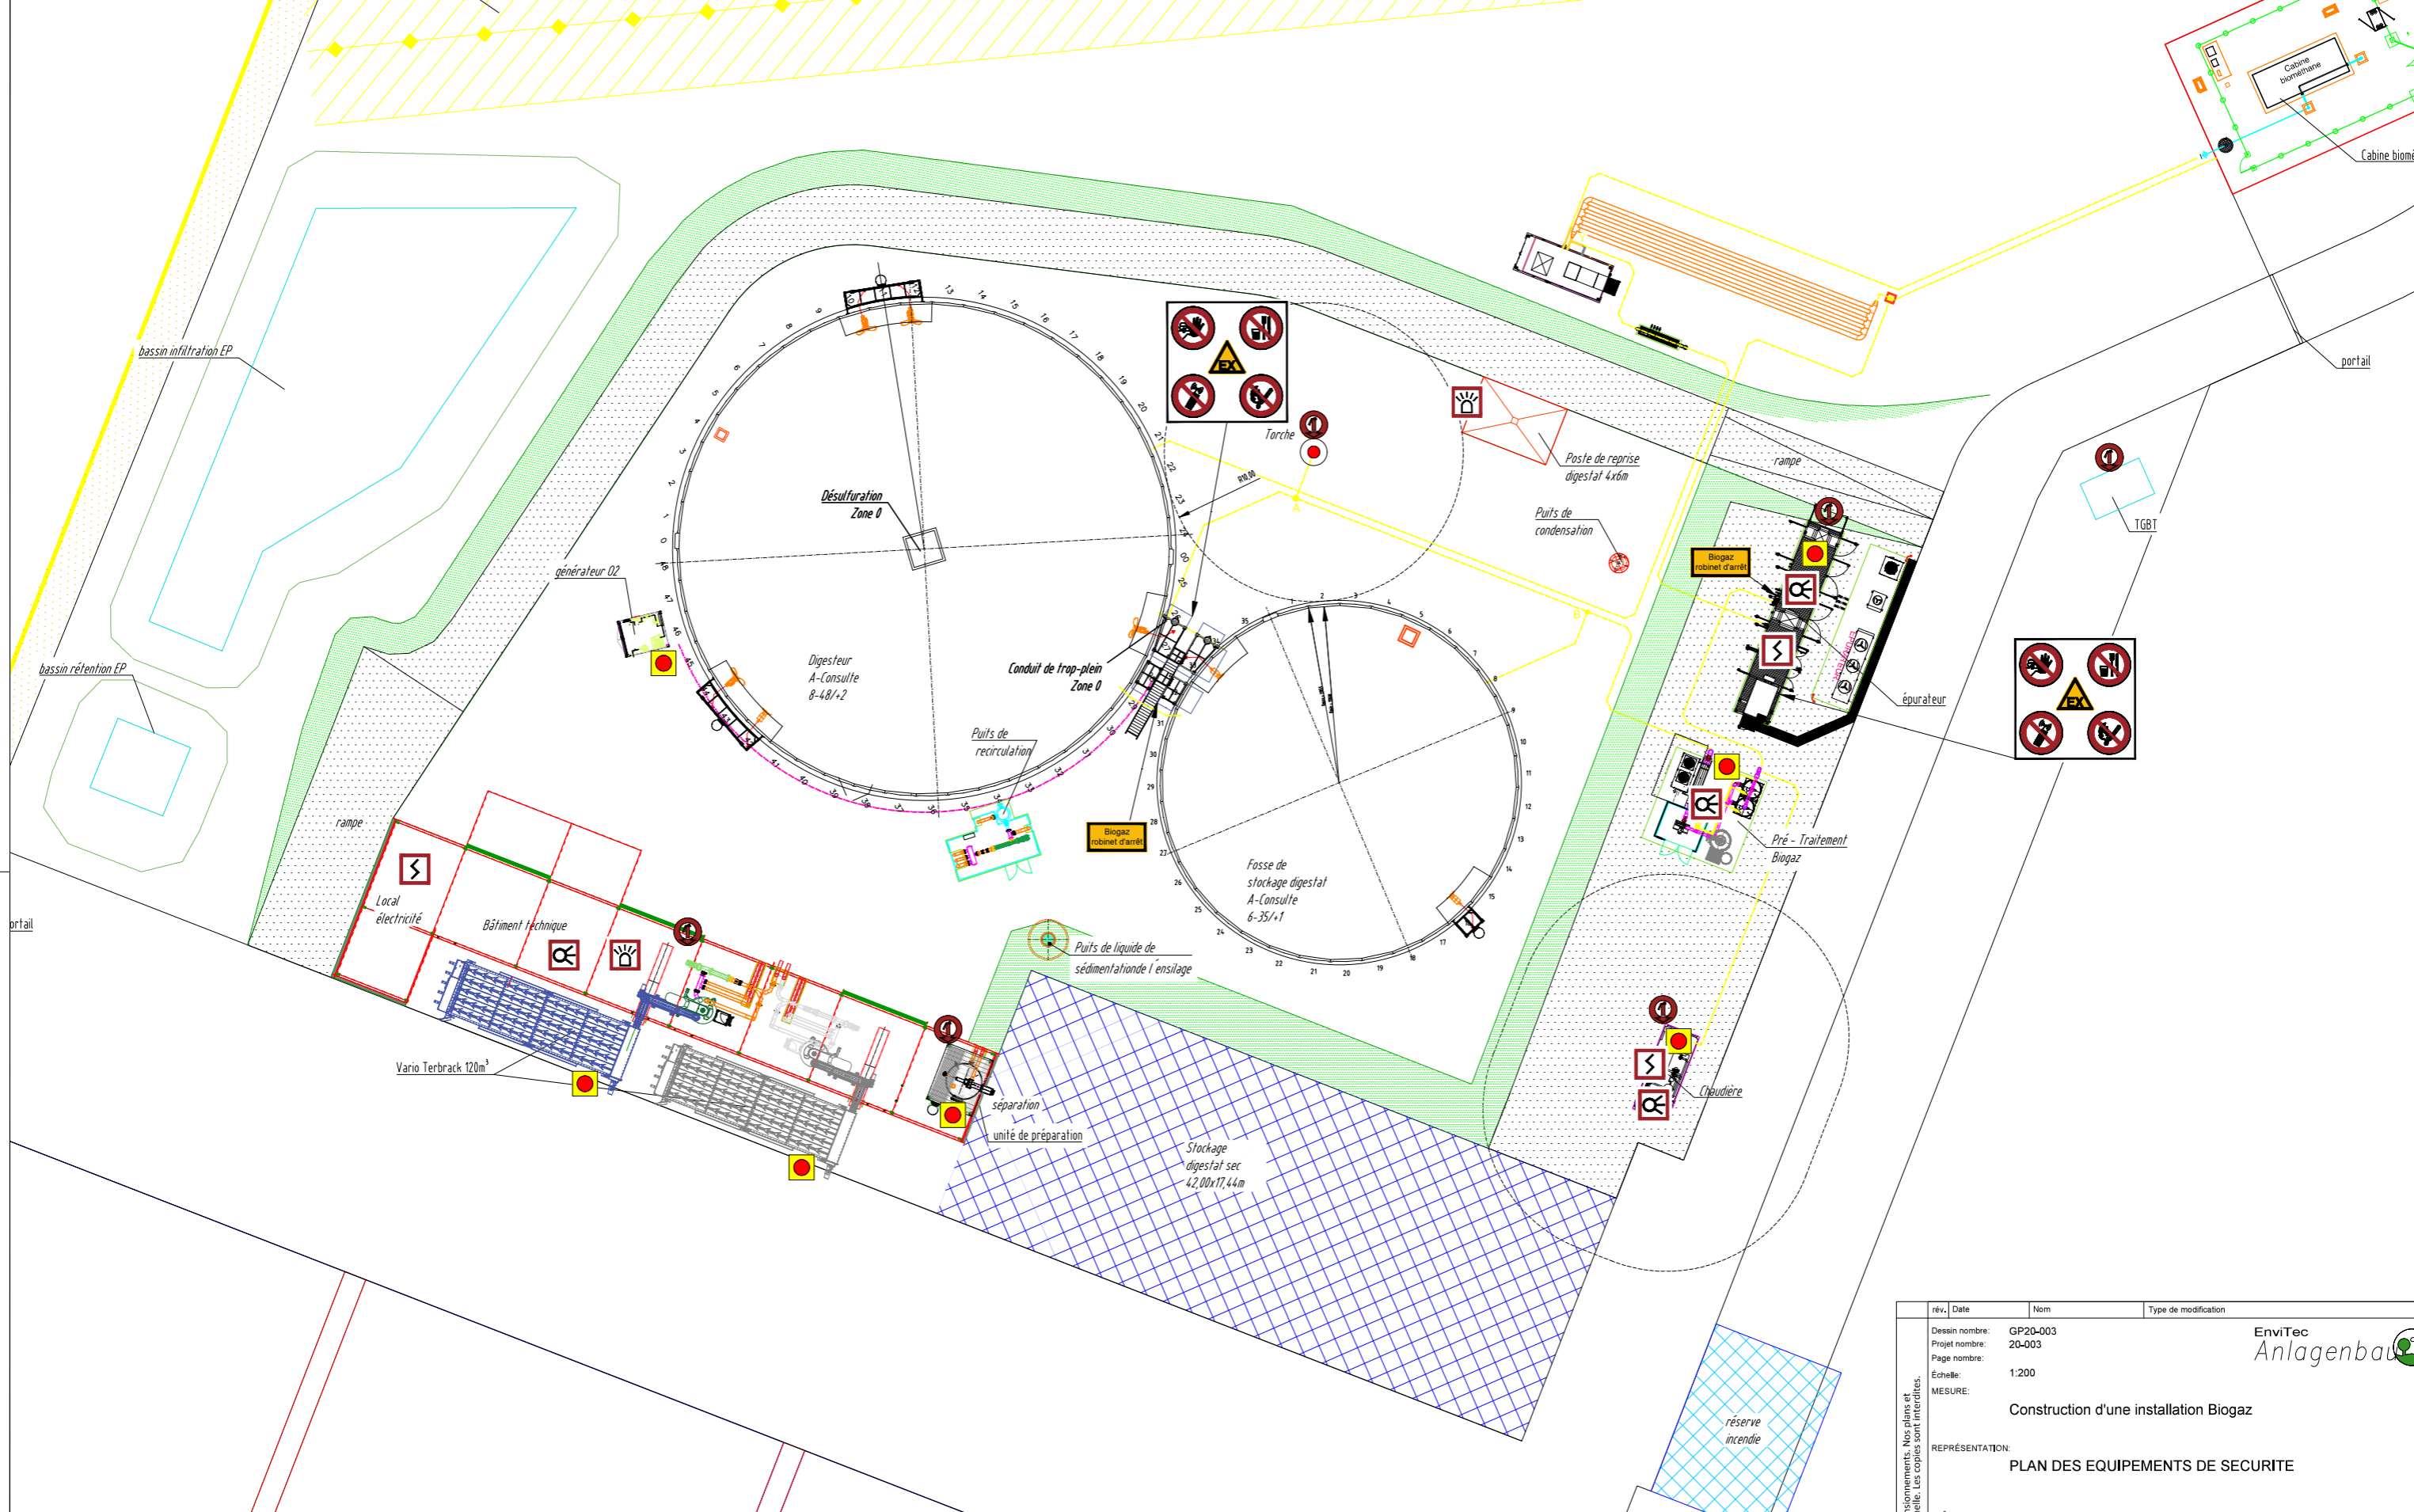 Cabine
biométhane
bassin infiltration EP
portail
Torche
R10,00
Poste de reprise
digestat 4x6m
rampe
Désulfuration
Zone 0
Puits de
condensation
TGBT
Biogaz
robinet d'arrêt
générateur O2
A
B
EX
bassin rétention EP
Digesteur
A-Consulte
8-48/+2
Conduit de trop-plein
Zone 0
EPURATEUR
épurateur
EX
Puits de
recirculation
rampe
Biogaz
robinet d'arrêt
Pré - Traitement
Biogaz
Fosse de
stockage digestat
A-Consulte
6-35/+1
Local
électricité
Bâtiment technique
Puits de liquide de
sédimentationde l'ensilage
Vario Terbrack 120m³
séparation
unité de préparation
Chaudière
Stockage
digestat sec
42,00x17,44m
réserve
incendie
rév. Date Nom Type de modification
Dessin nombre: GP20-003
Projet nombre: 20-003
Page nombre:
Échelle: 1:200
MESURE:
Construction d'une installation Biogaz
REPRÉSENTATION:
PLAN DES EQUIPEMENTS DE SECURITE
EnviTec